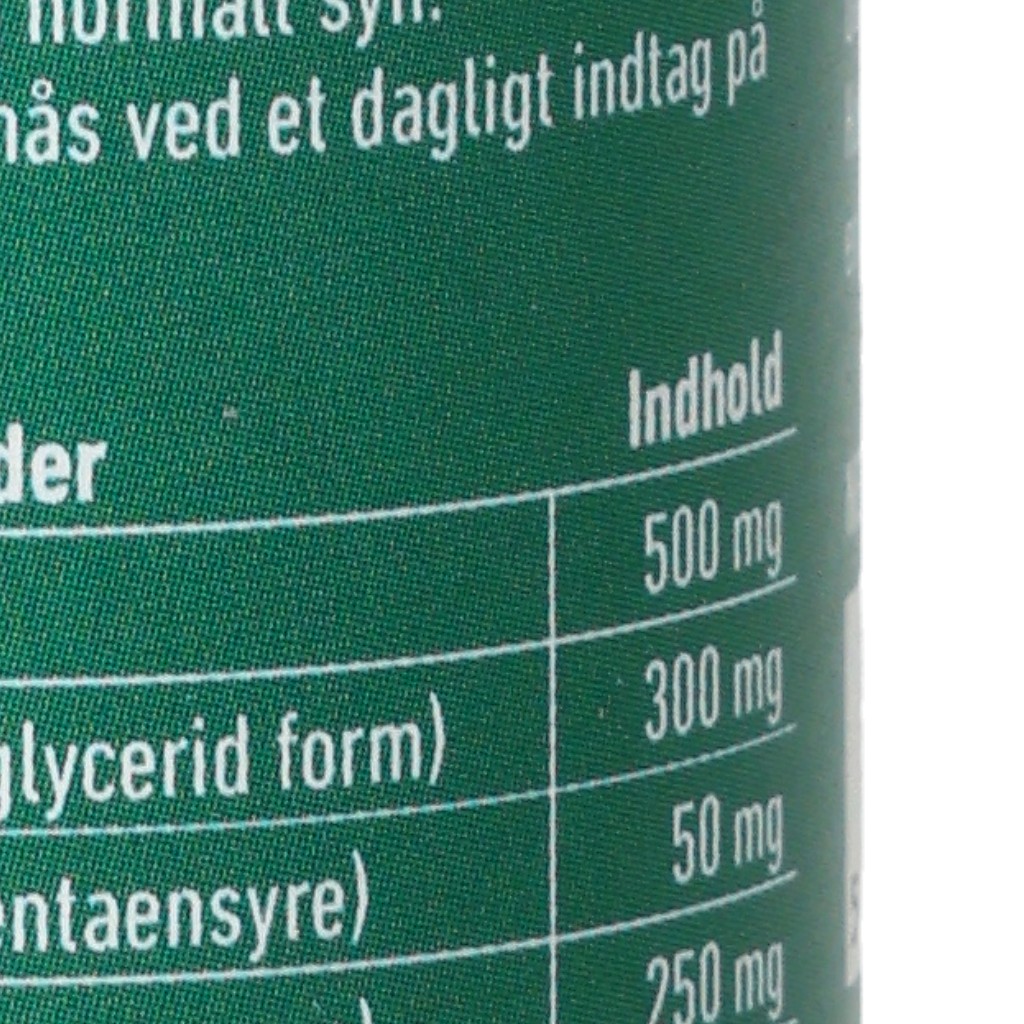 normalt syn.
nås ved et dagligt indtag på
der Indhold
500 mg
glycerid form) 300 mg
entaensyre) 50 mg
250 mg